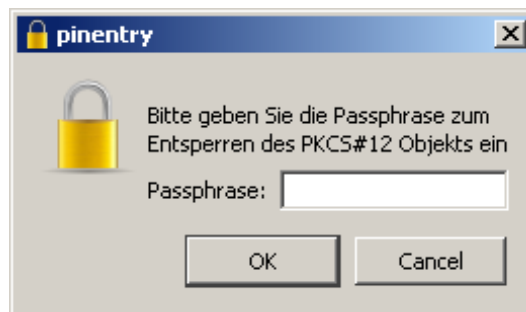 pinentry
Bitte geben Sie die Passphrase zum
Entsperren des PKCS#12 Objekts ein
Passphrase:
OK Cancel